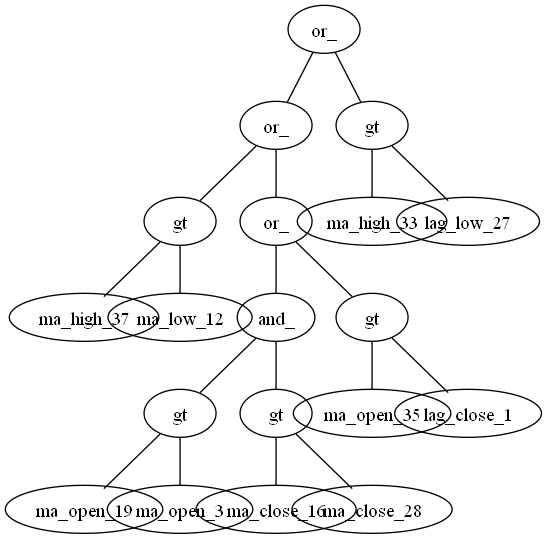 or_
or_ gt
gt or_ ma_high_33 lag_low_27
ma_high_37 ma_low_12 and_ gt
gt gt ma_open_35 lag_close_1
ma_open_19 ma_open_3 ma_close_16 ma_close_28